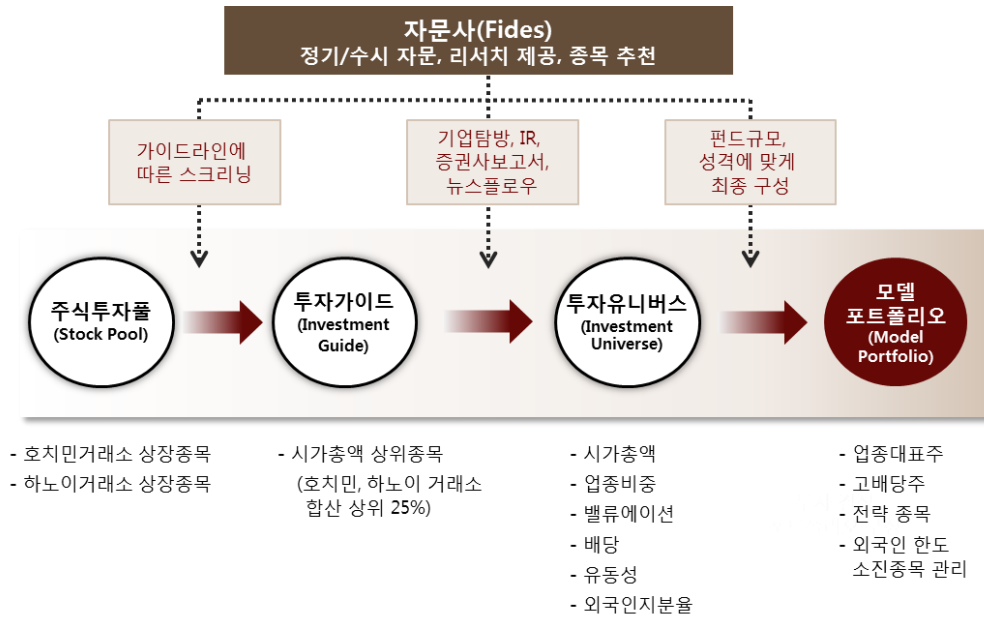 자문사(Fides)
정기/수시 자문, 리서치 제공, 종목 추천
가이드라인에
따른 스크리닝
기업탐방, IR,
증권사보고서,
뉴스플로우
펀드규모,
성격에 맞게
최종 구성
주식투자풀
(Stock Pool)
투자가이드
(Investment
Guide)
투자유니버스
(Investment
Universe)
모델
포트폴리오
(Model
Portfolio)
- 호치민거래소 상장종목
- 하노이거래소 상장종목
- 시가총액 상위종목
(호치민, 하노이 거래소
합산 상위 25%)
- 시가총액
- 업종비중
- 밸류에이션
- 배당
- 유동성
- 외국인지분율
- 업종대표주
- 고배당주
- 전략 종목
- 외국인 한도
소진종목 관리